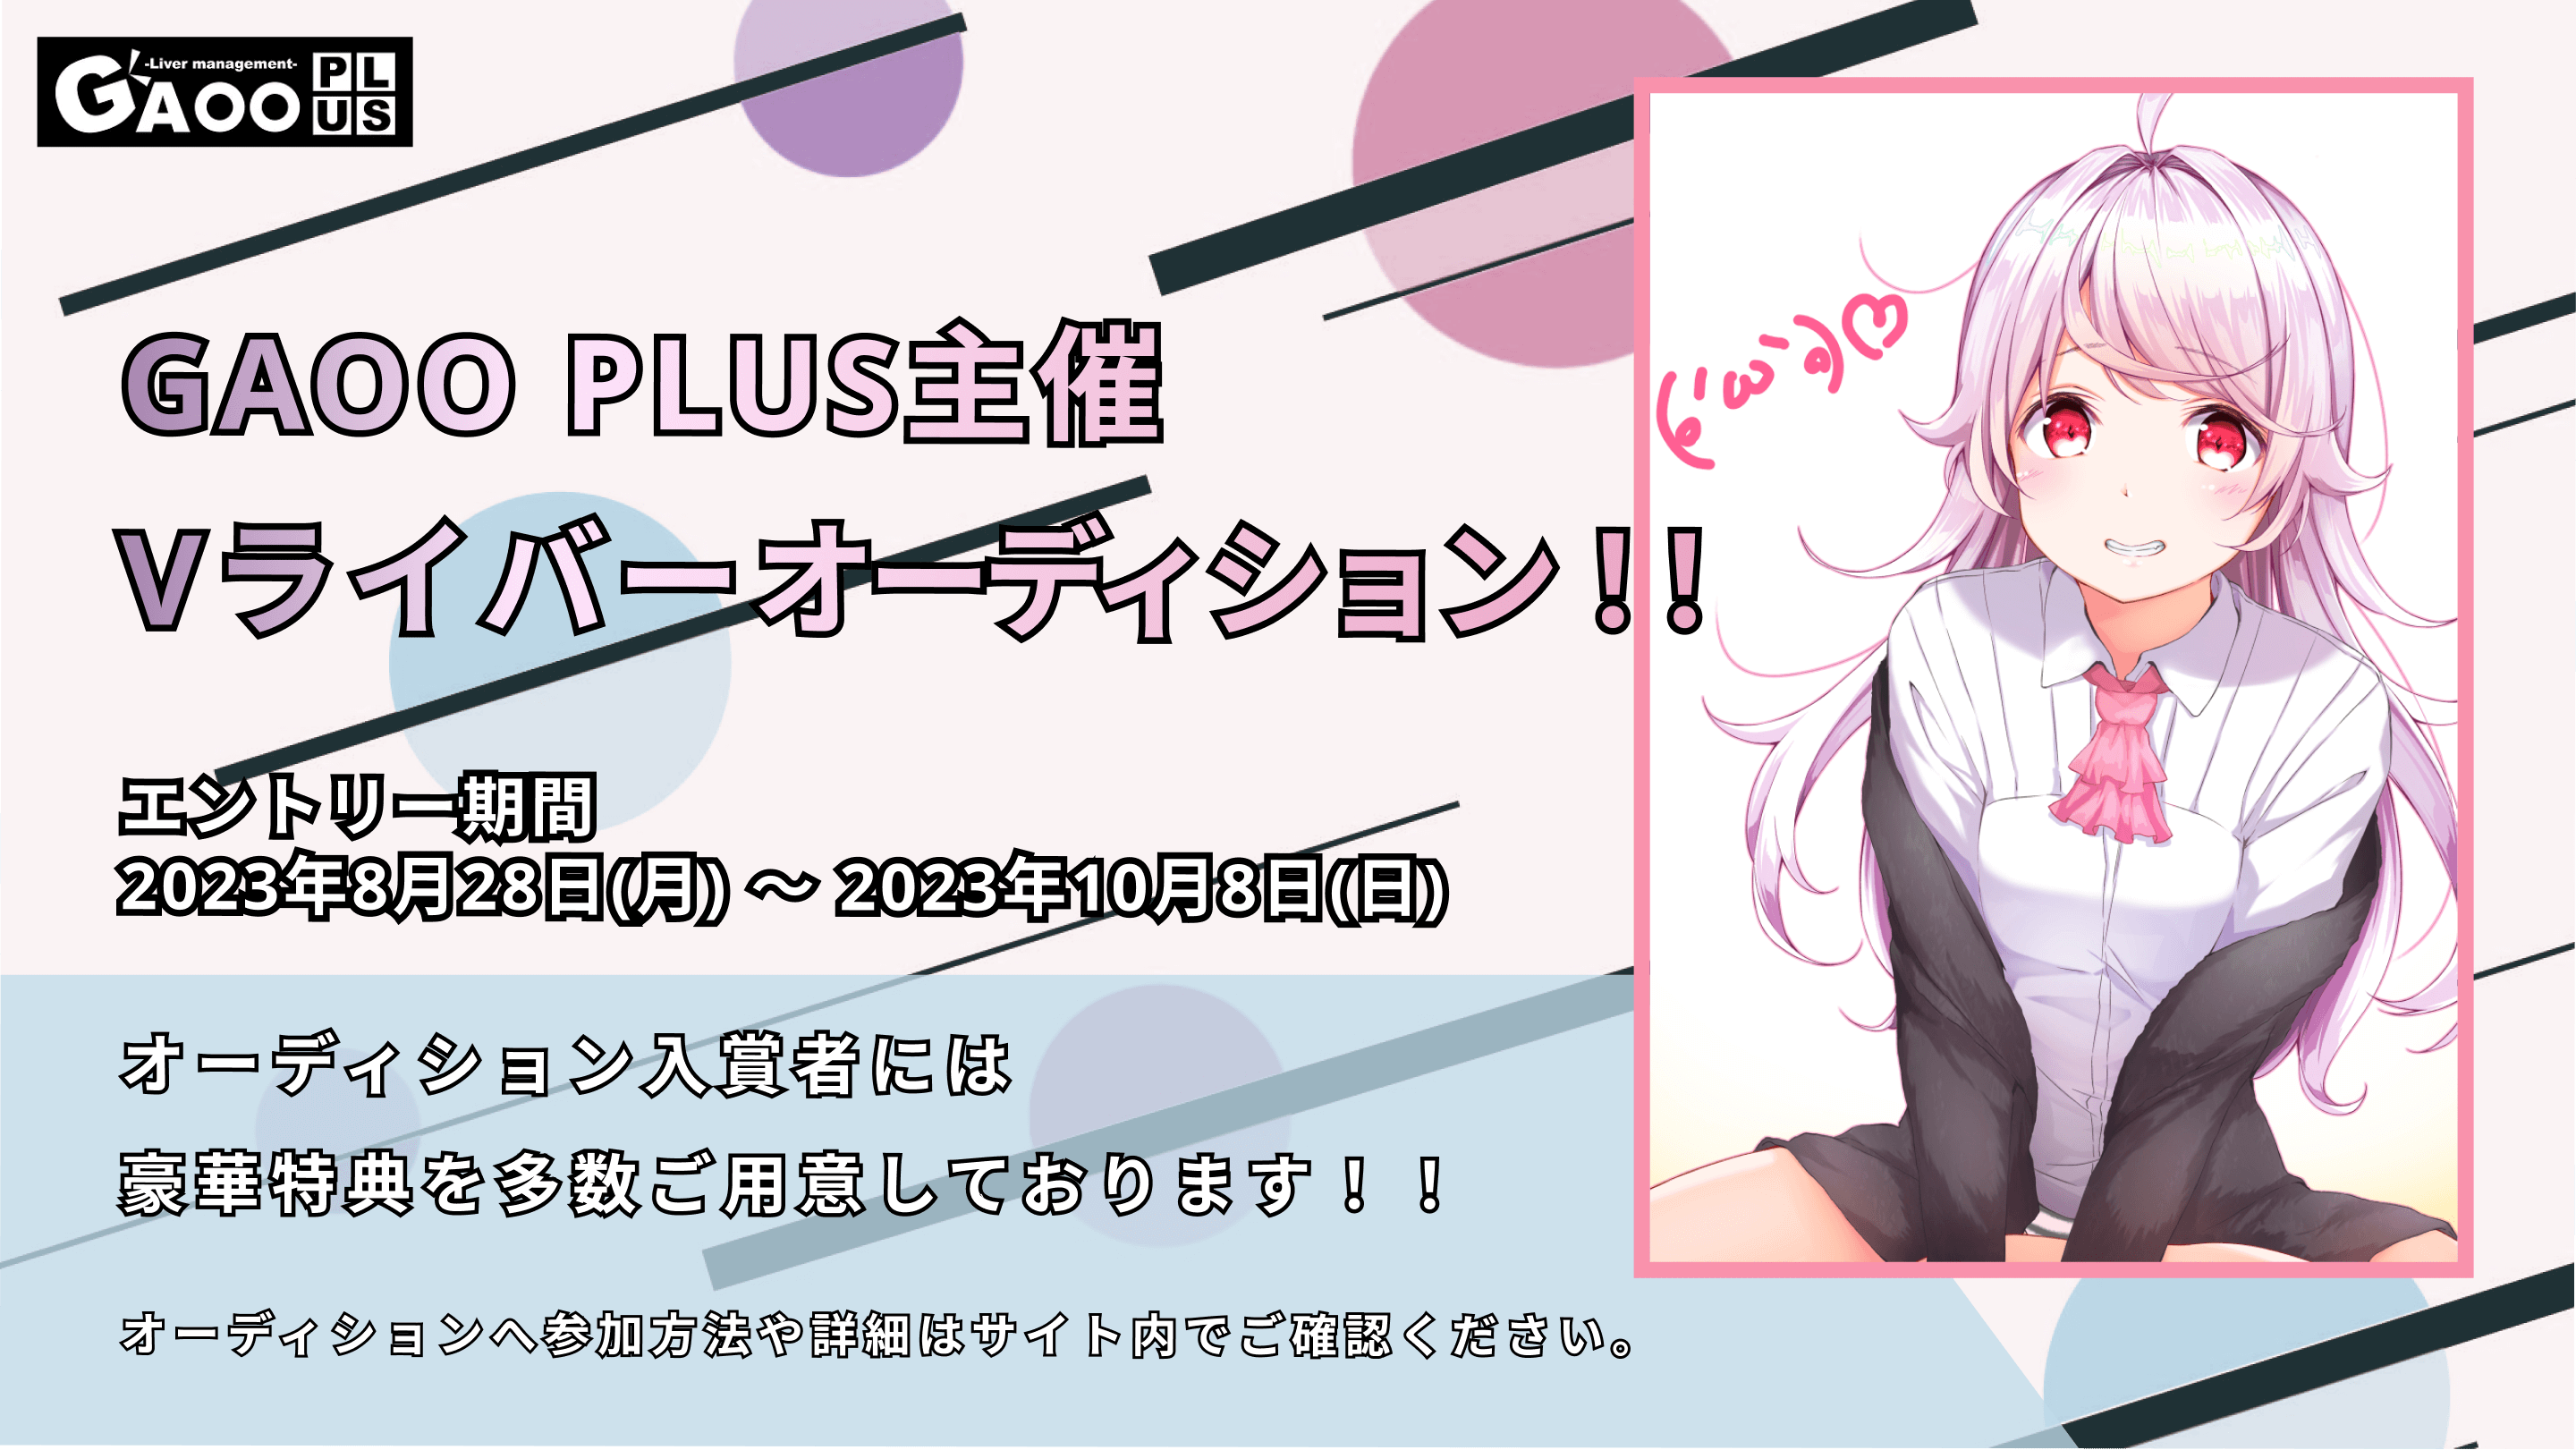 GAOO -Liver management- PLUS
GAOO PLUS主催
Vライバーオーディション!!
エントリー期間
2023年8月28日(月) ～ 2023年10月8日(日)
オーディション入賞者には
豪華特典を多数ご用意しております！！
オーディションへ参加方法や詳細はサイト内でご確認ください。